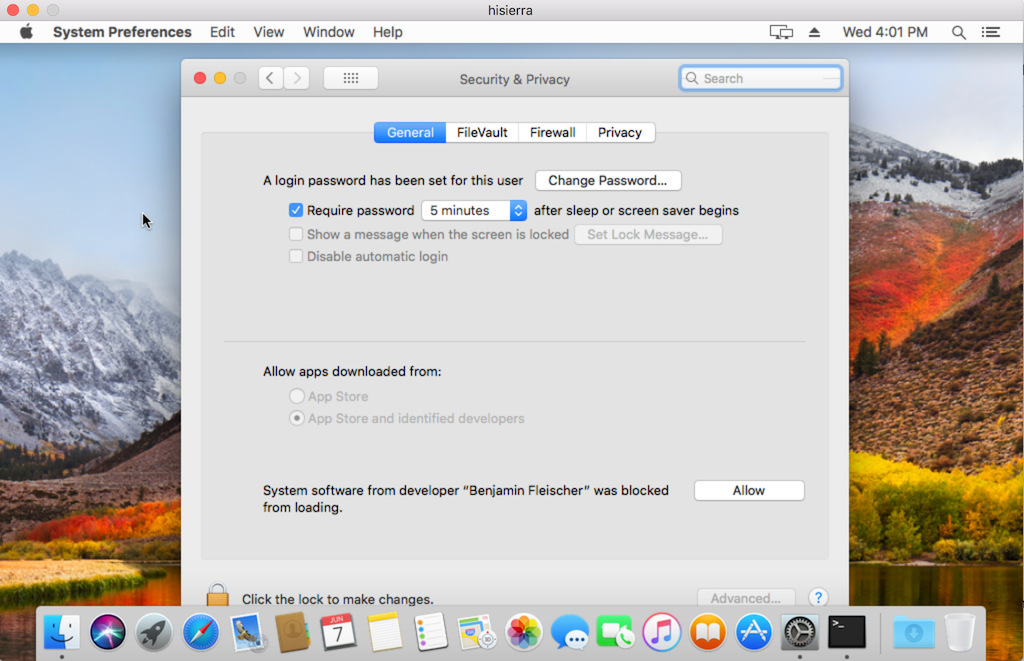 hisierra
System Preferences Edit View Window Help Wed 4:01 PM
Security & Privacy Search
General FileVault Firewall Privacy
A login password has been set for this user Change Password...
Require password 5 minutes after sleep or screen saver begins
Show a message when the screen is locked Set Lock Message...
Disable automatic login
Allow apps downloaded from:
App Store
App Store and identified developers
System software from developer “Benjamin Fleischer” was blocked Allow
from loading.
Click the lock to make changes. Advanced... ?
JUN
7